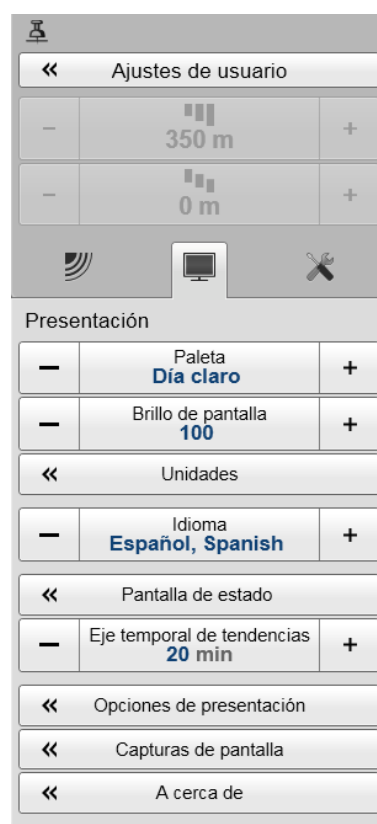 Ajustes de usuario
350 m
0 m
Presentación
Paleta
Día claro
Brillo de pantalla
100
Unidades
Idioma
Español, Spanish
Pantalla de estado
Eje temporal de tendencias
20 min
Opciones de presentación
Capturas de pantalla
A cerca de